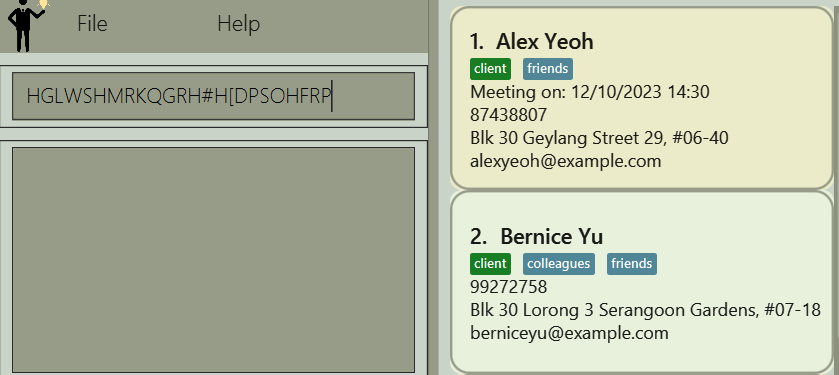 File Help
HGLWSHMRKQGRH#H[DPSOHFRP
1. Alex Yeoh
client friends
Meeting on: 12/10/2023 14:30
87438807
Blk 30 Geylang Street 29, #06-40
alexyeoh@example.com
2. Bernice Yu
client colleagues friends
99272758
Blk 30 Lorong 3 Serangoon Gardens, #07-18
berniceyu@example.com